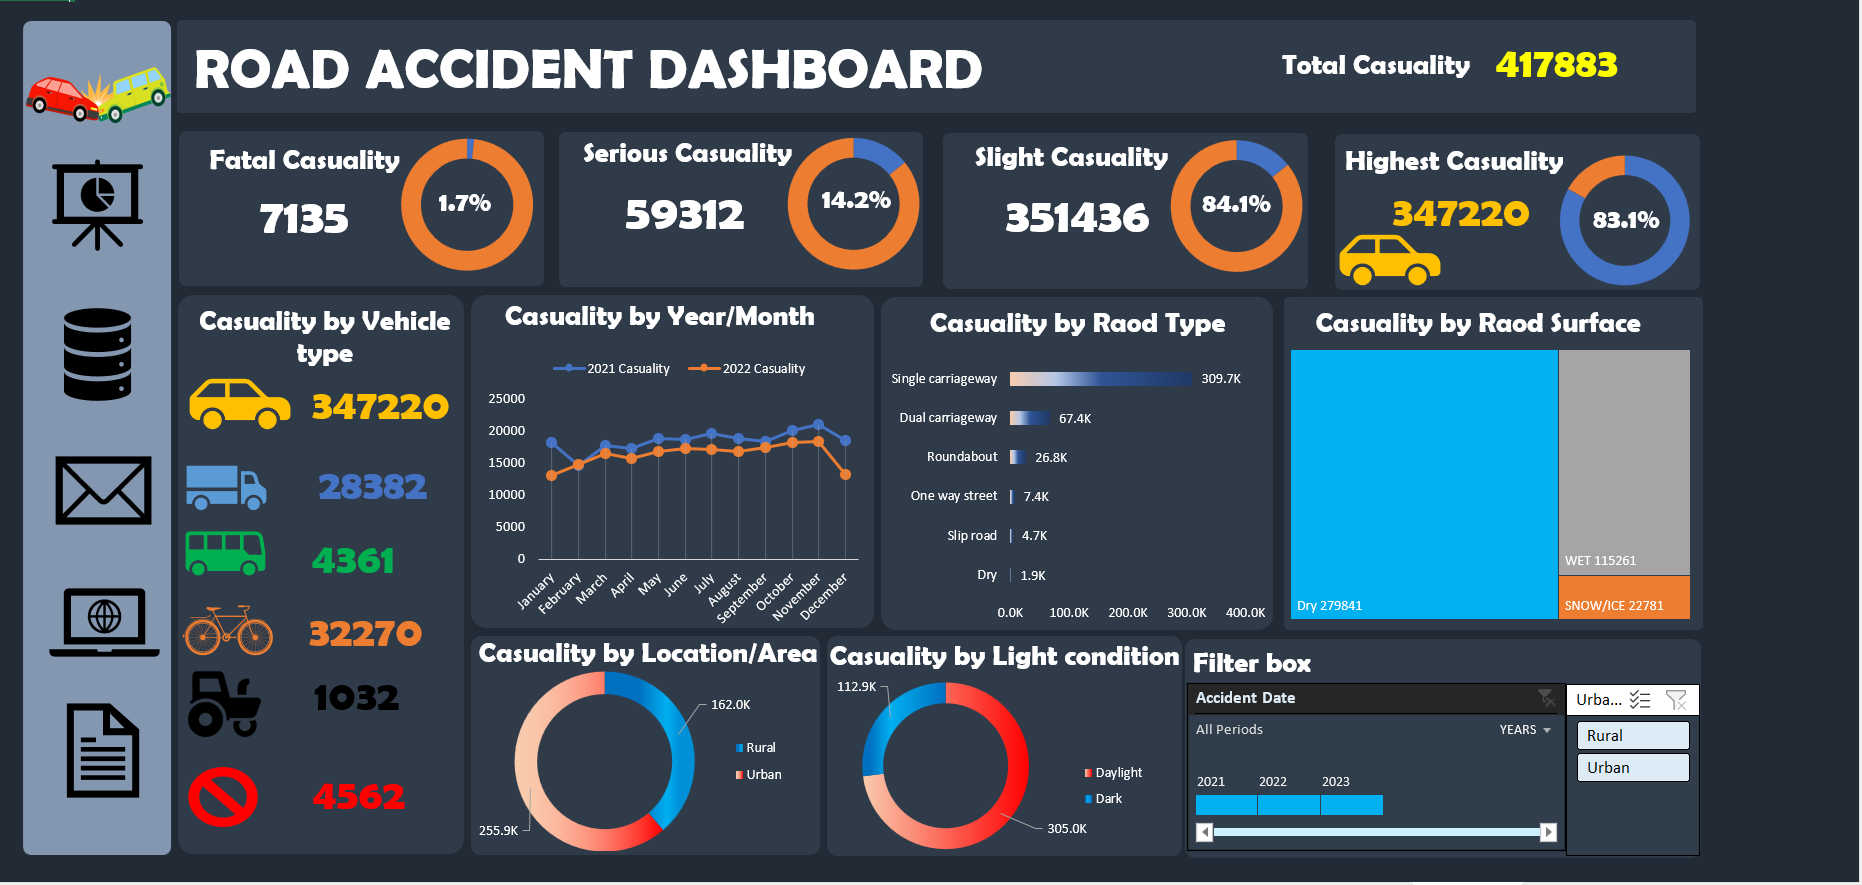 ROAD ACCIDENT DASHBOARD
Total Casuality 417883
Fatal Casuality
7135
1.7%
Serious Casuality
59312
14.2%
Slight Casuality
351436
84.1%
Highest Casuality
347220
83.1%
Casuality by Vehicle
type
347220
28382
4361
32270
1032
4562
Casuality by Year/Month
2021 Casuality
2022 Casuality
25000
20000
15000
10000
5000
0
January
February
March
April
May
June
July
August
September
October
November
December
Casuality by Raod Type
Single carriageway 309.7K
Dual carriageway 67.4K
Roundabout 26.8K
One way street 7.4K
Slip road 4.7K
Dry 1.9K
0.0K 100.0K 200.0K 300.0K 400.0K
Casuality by Raod Surface
WET 115261
Dry 279841
SNOW/ICE 22781
Casuality by Location/Area
162.0K
Rural
Urban
255.9K
Casuality by Light condition
112.9K
Daylight
Dark
305.0K
Filter box
Accident Date
All Periods
YEARS
2021 2022 2023
Urba...
Rural
Urban